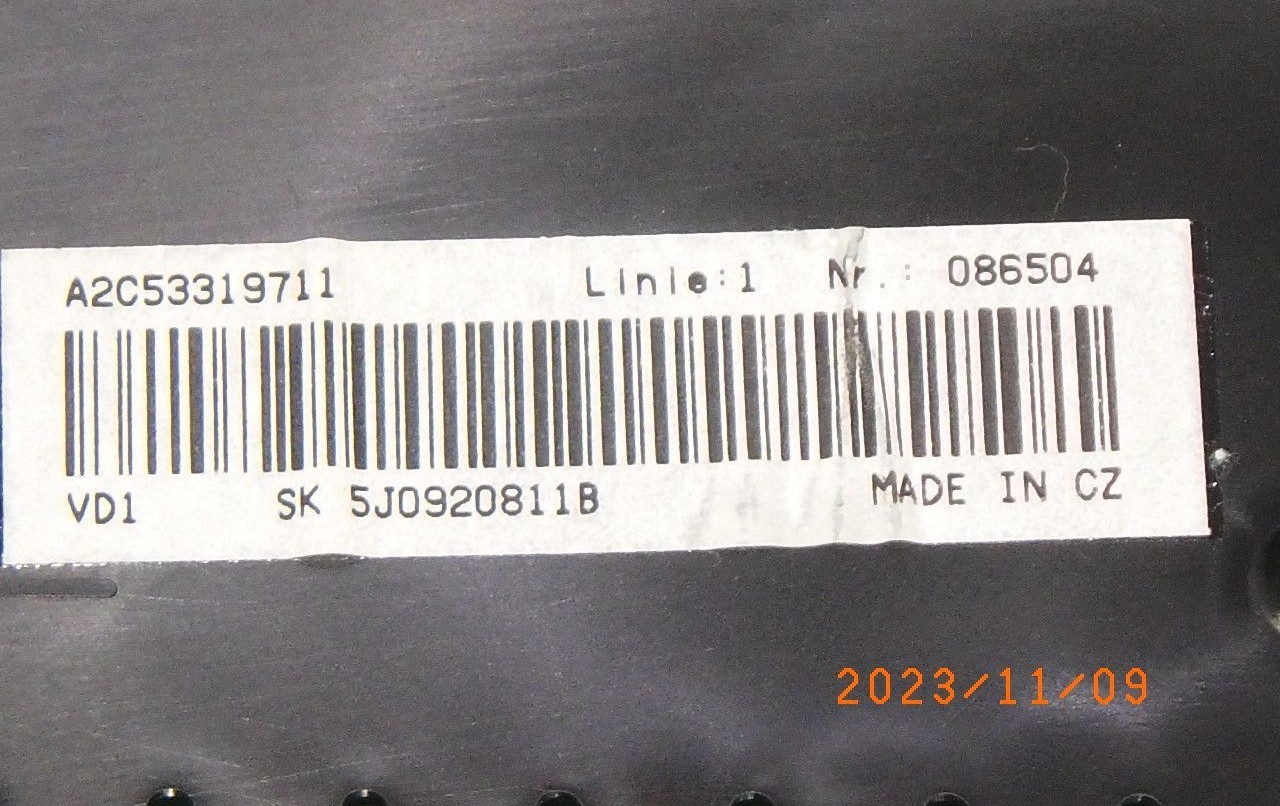 A2C53319711 Linie:1 Nr.: 086504
VD1 SK 5J0920811B MADE IN CZ
2023/11/09